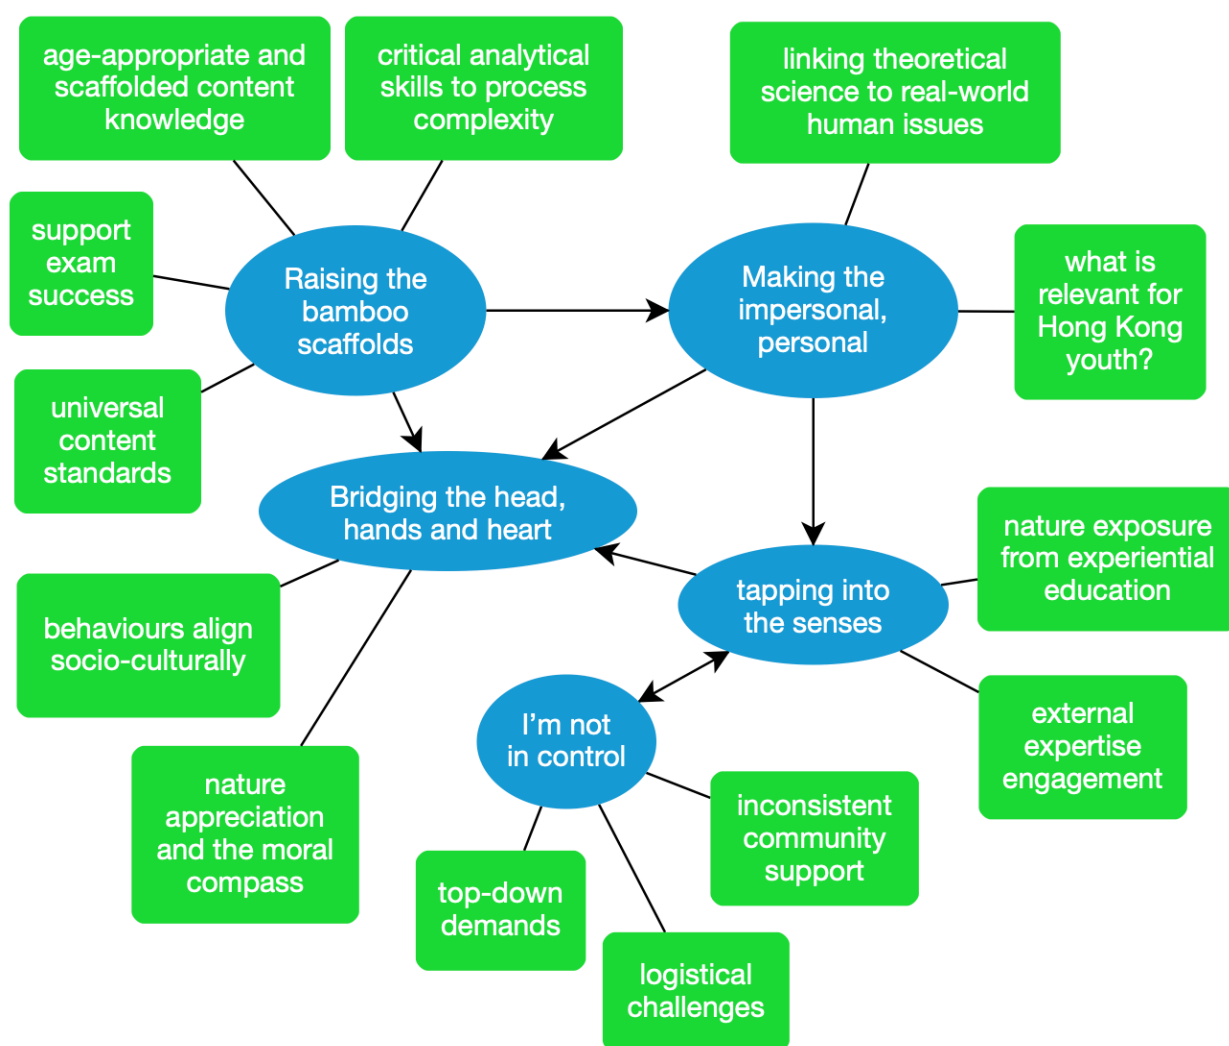 age-appropriate and
scaffolded content
knowledge
critical analytical
skills to process
complexity
linking theoretical
science to real-world
human issues
support
exam
success
Raising the
bamboo
scaffolds
Making the
impersonal,
personal
what is
relevant for
Hong Kong
youth?
universal
content
standards
Bridging the head,
hands and heart
nature exposure
from experiential
education
tapping into
the senses
behaviours align
socio-culturally
I'm not
in control
external
expertise
engagement
nature
appreciation
and the moral
compass
inconsistent
community
support
top-down
demands
logistical
challenges